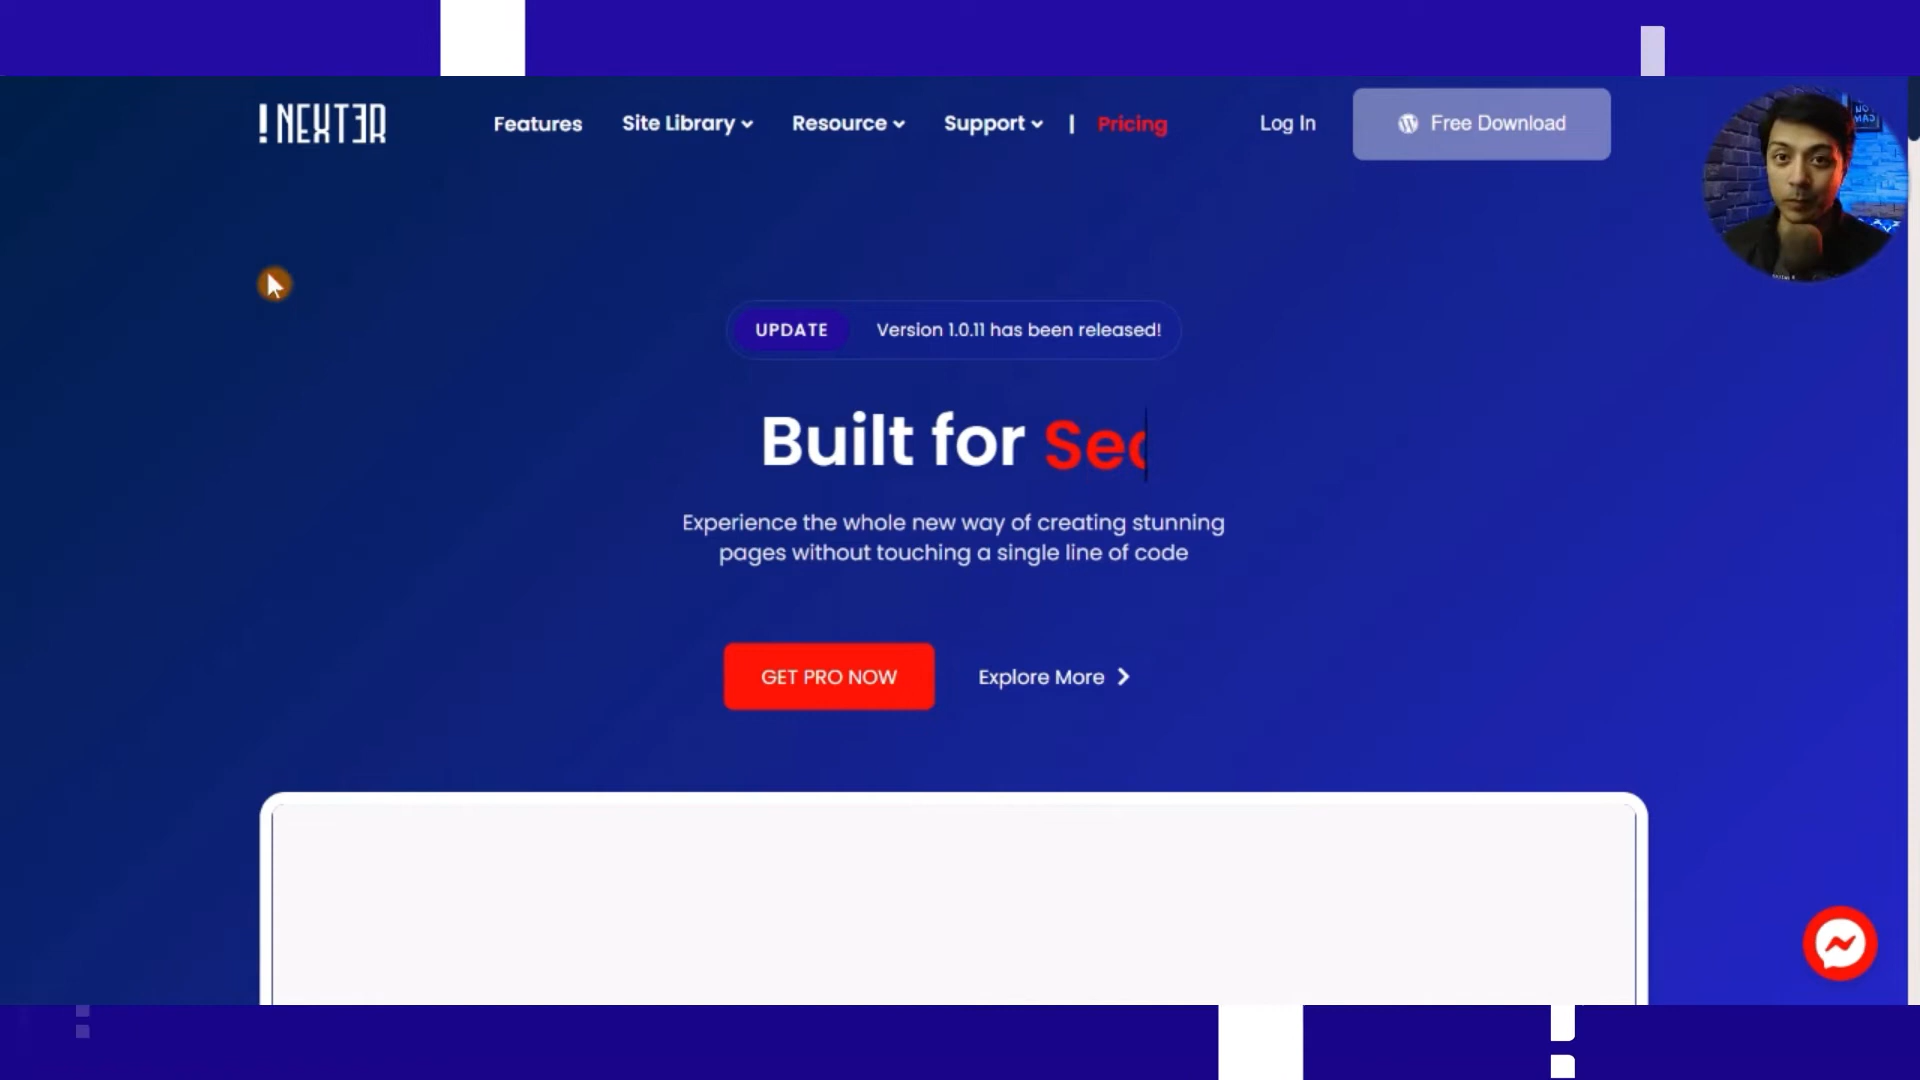 !NEXTER
Features Site Library Resource Support | Pricing Log In Free Download
UPDATE Version 1.0.11 has been released!
Built for Sec
Experience the whole new way of creating stunning
pages without touching a single line of code
GET PRO NOW Explore More